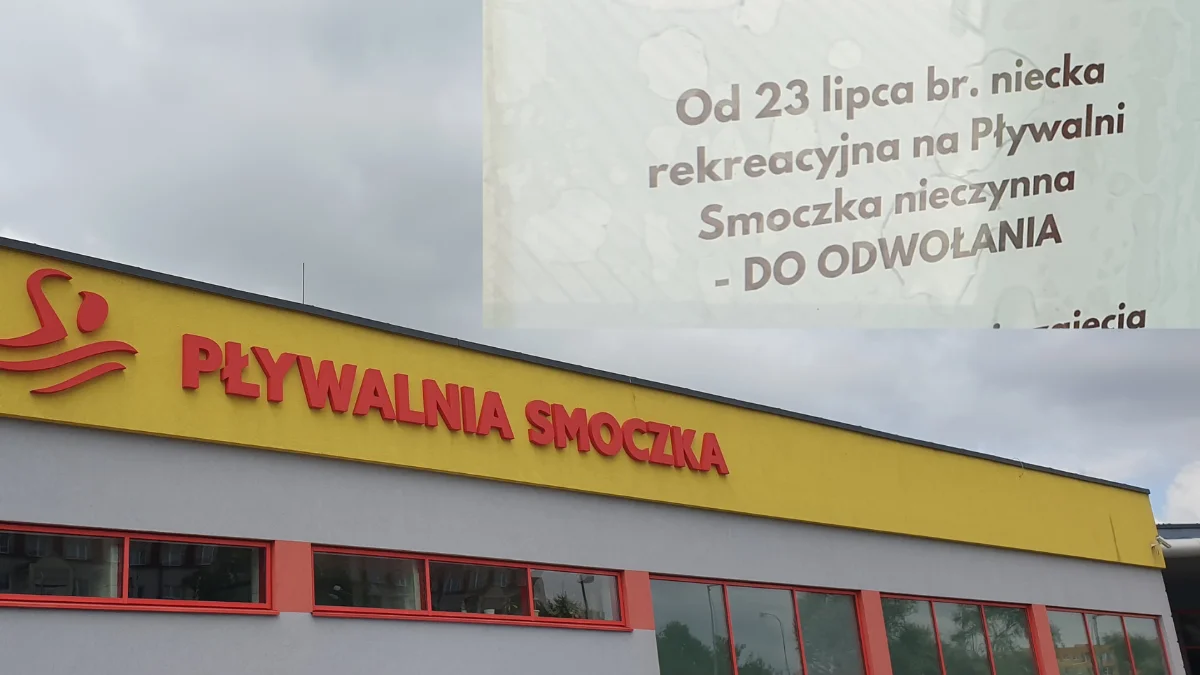 Od 23 lipca br. niecka
rekreacyjna na Pływalni
Smoczka nieczynna
- DO ODWOŁANIA
PŁYWALNIA SMOCZKA